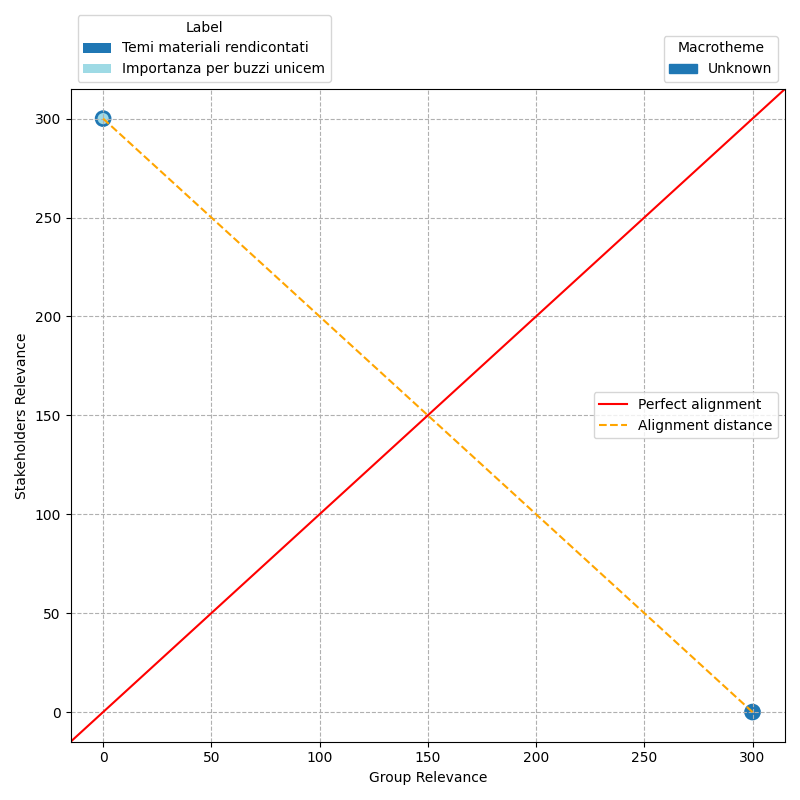 Label
Temi materiali rendicontati
Importanza per buzzi unicem
Macrotheme
Unknown
300
250
200
150
100
50
0
Stakeholders Relevance
Perfect alignment
Alignment distance
0 50 100 150 200 250 300
Group Relevance